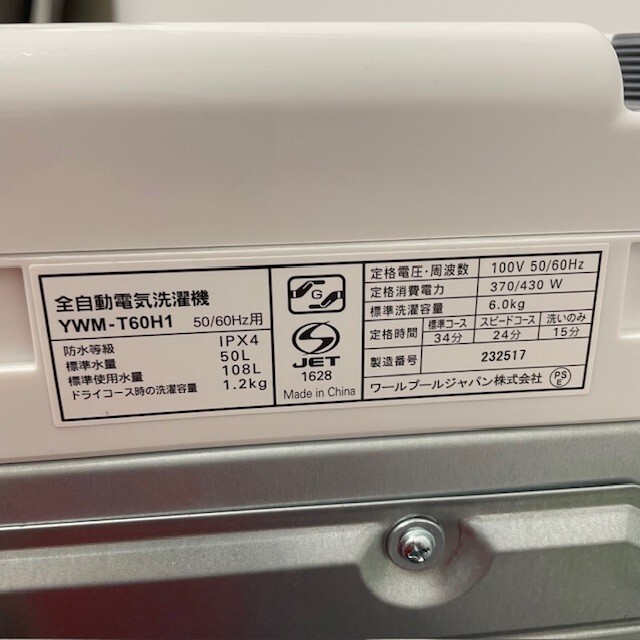 全自動電気洗濯機
YWM-T60H1 50/60Hz用
防水等級 IPX4
標準水量 50L
標準使用水量 108L
ドライコース時の洗濯容量 1.2kg
G
JET
1628
Made in China
定格電圧・周波数 100V 50/60Hz
定格消費電力 370/430 W
標準洗濯容量 6.0kg
定格時間 標準コース スピードコース 洗いのみ
34分 24分 15分
製造番号 232517
ワールプールジャパン株式会社 PSE